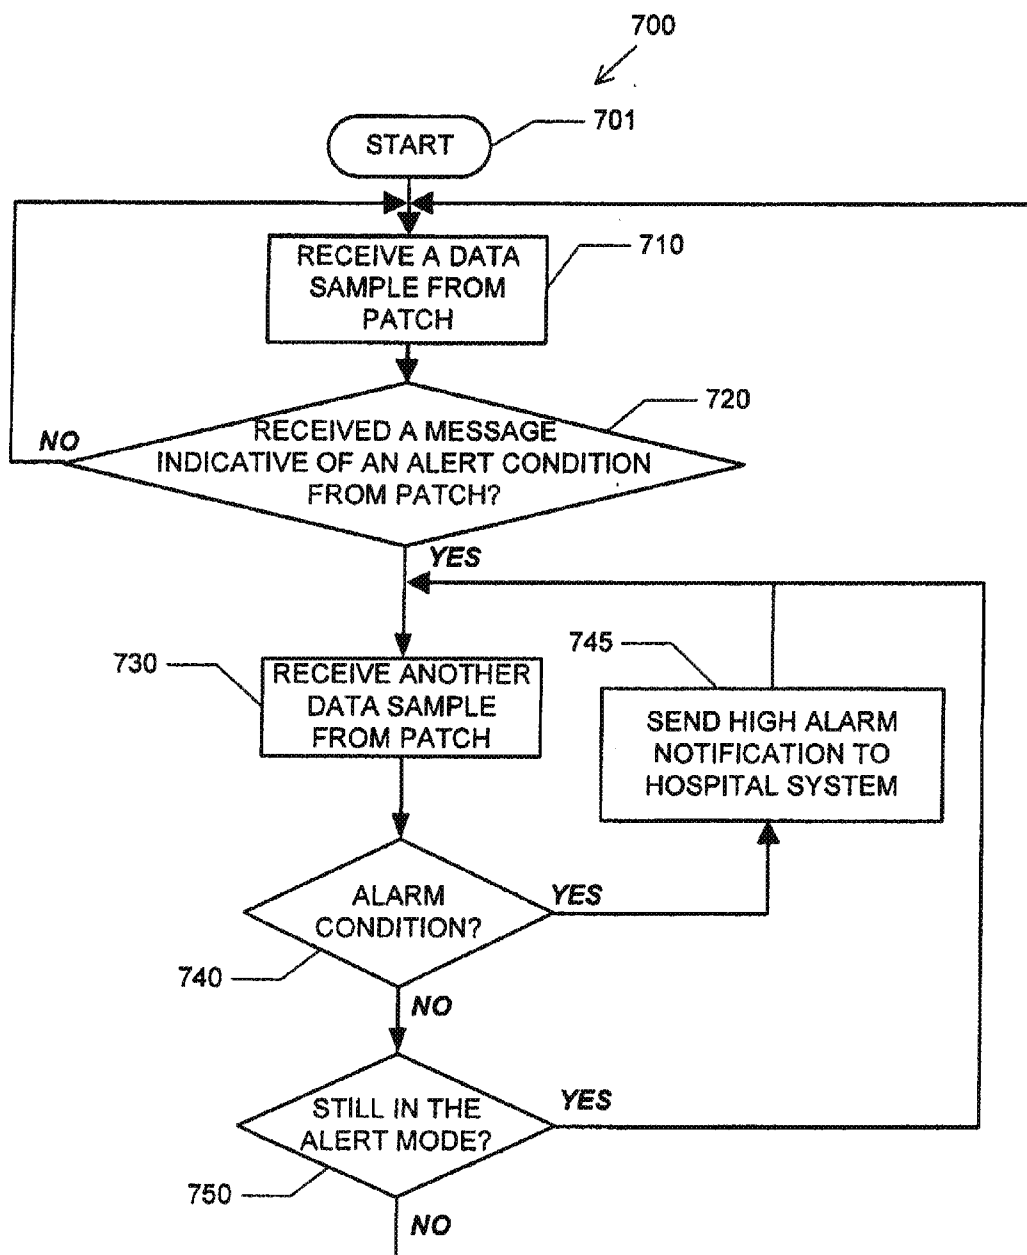 700
START
701
RECEIVE A DATA
SAMPLE FROM
PATCH
710
RECEIVED A MESSAGE
INDICATIVE OF AN ALERT CONDITION
FROM PATCH?
720
NO
YES
730
RECEIVE ANOTHER
DATA SAMPLE
FROM PATCH
745
SEND HIGH ALARM
NOTIFICATION TO
HOSPITAL SYSTEM
ALARM
CONDITION?
YES
740
NO
STILL IN THE
ALERT MODE?
YES
750
NO